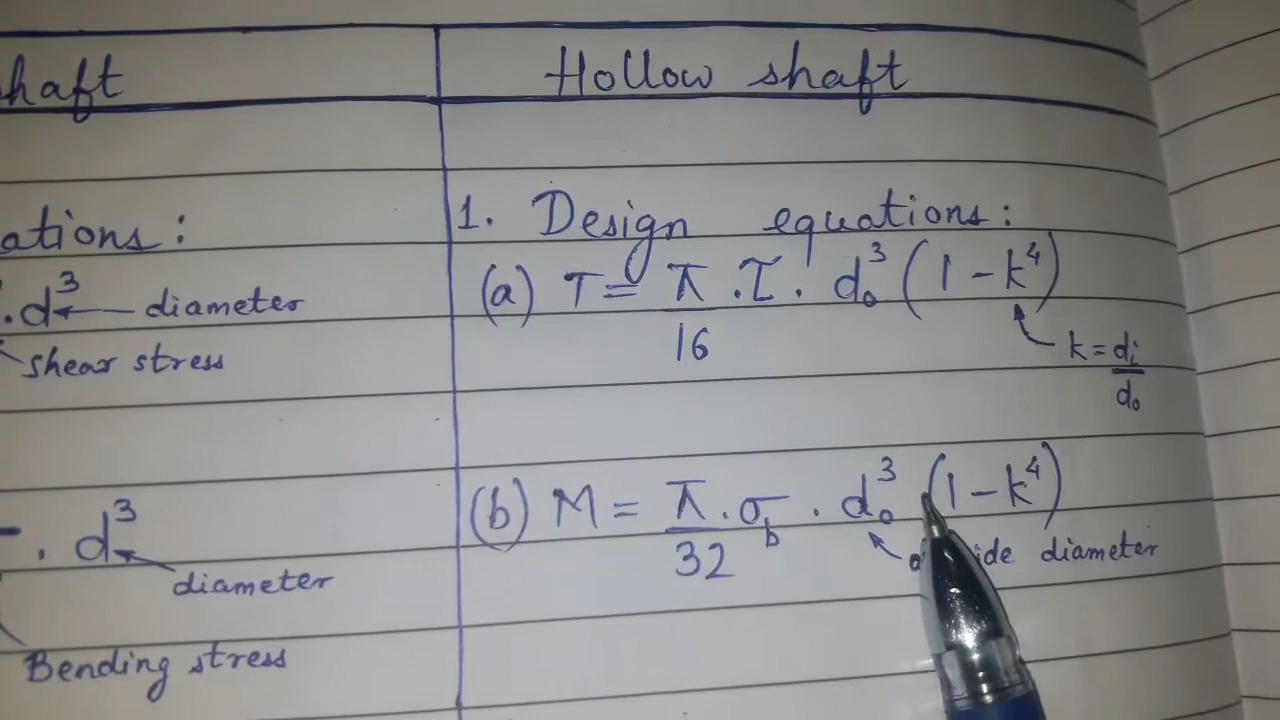 haft
ations:
. d³ ← diameter
shear stress
. d³
diameter
Bending stress
Hollow shaft
1. Design equations:
(a) T = π/16 . τ . d₀³ (1 - k⁴)
k = dᵢ/d₀
(b) M = π/32 . σ_b . d₀³ (1 - k⁴)
diameter